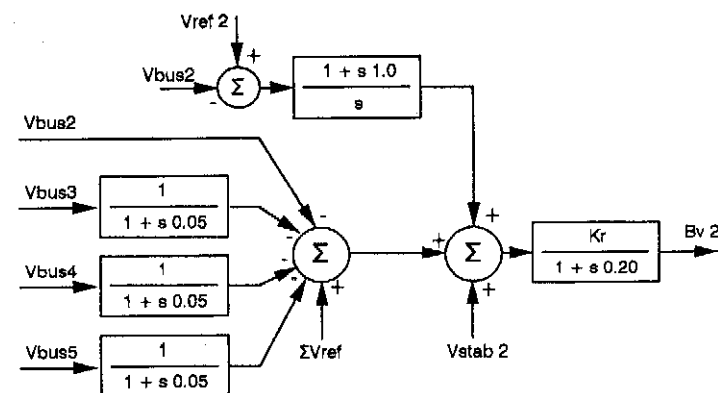 Vref 2
+
Vbus2
-
Σ
1 + s 1.0
s
Vbus2
Vbus3
1
1 + s 0.05
Vbus4
1
1 + s 0.05
Vbus5
1
1 + s 0.05
-
-
-
-
Σ
+
ΣVref
+
+
Σ
+
Vstab 2
Kr
1 + s 0.20
Bv 2